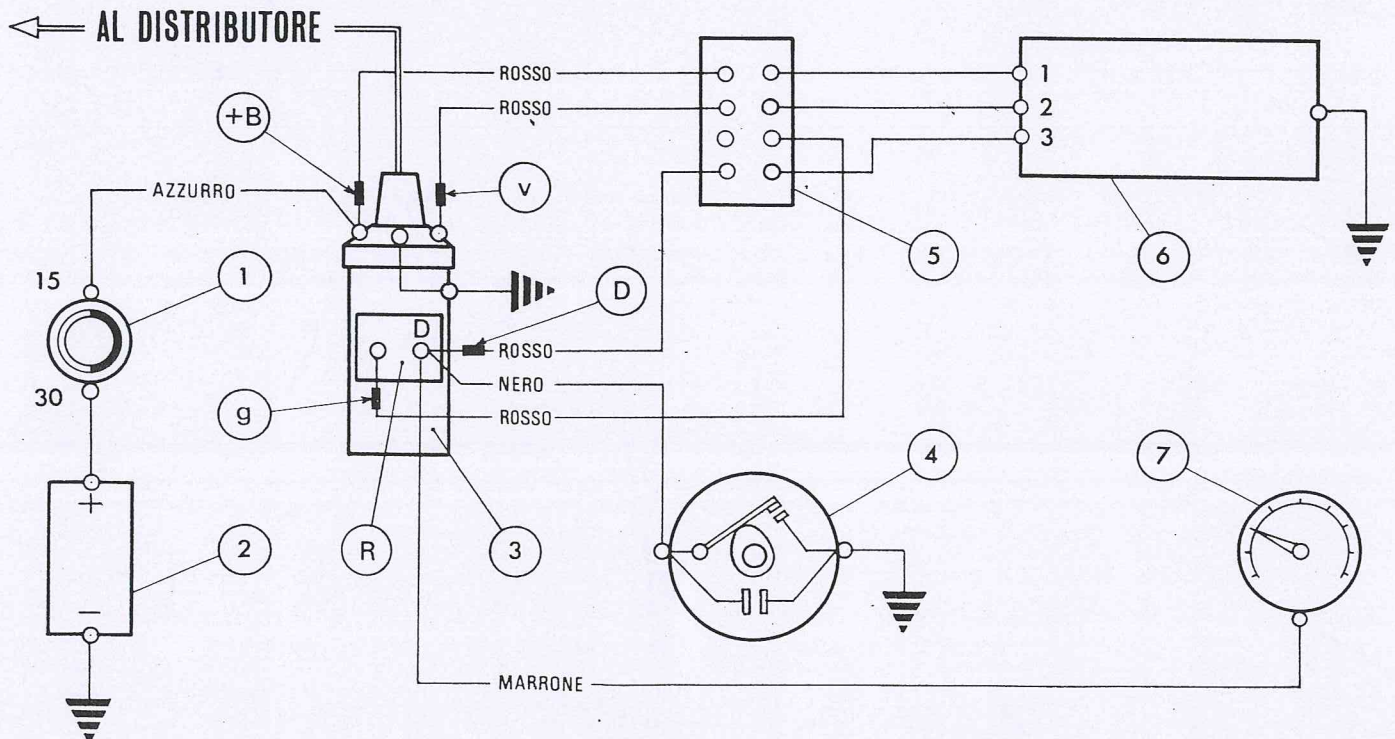 AL DISTRIBUTORE
ROSSO
1
+B
ROSSO
2
3
AZZURRO
v
5
6
15
1
D
D
ROSSO
30
NERO
g
ROSSO
4
7
+
2
R
3
−
MARRONE